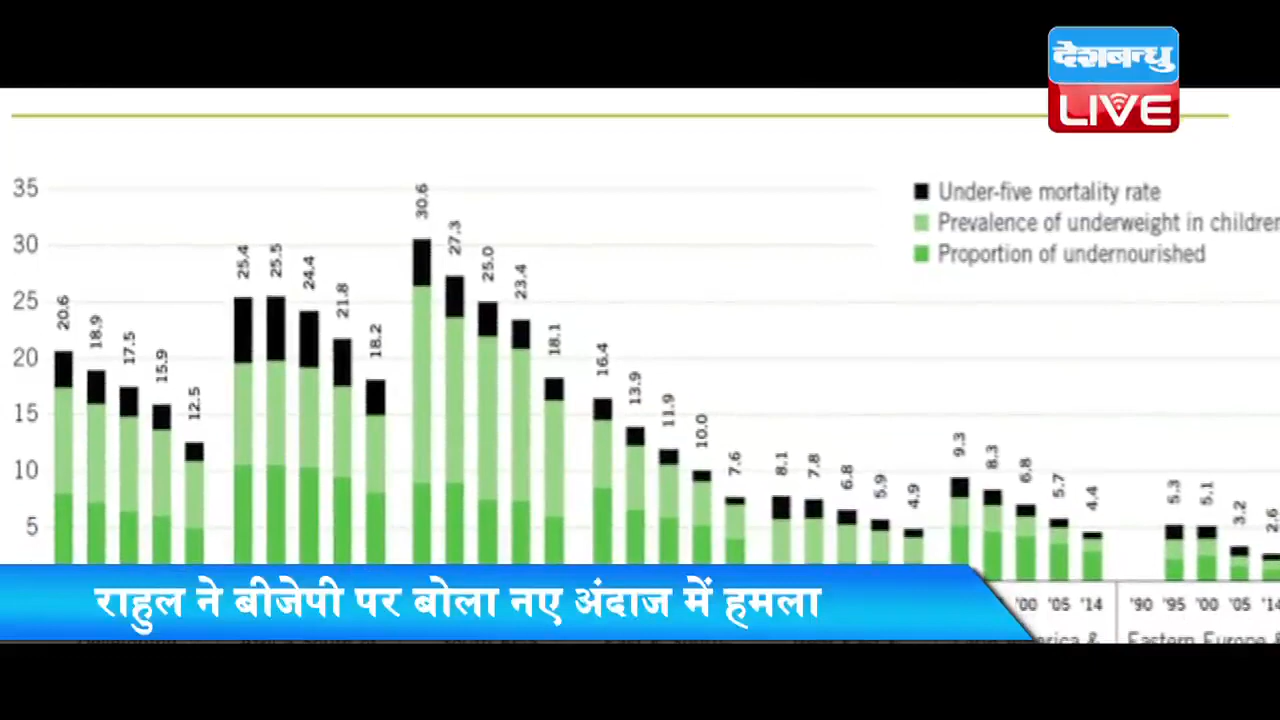 देशबन्धु
LIVE
35
30
25
20
15
10
5
Under-five mortality rate
Prevalence of underweight in children
Proportion of undernourished
20.6 18.9 17.5 15.9 12.5
25.4 25.5 24.4 21.8 18.2
30.6 27.3 25.0 23.4 18.1
16.4 13.9 11.9 10.0 7.6
8.1 7.8 6.8 5.9 4.9
9.3 8.3 6.8 5.7 4.4
5.3 5.1 3.2 2.6
'00 '05 '14 '90 '95 '00 '05 '14
राहुल ने बीजेपी पर बोला नए अंदाज में हमला
Eastern Europe &